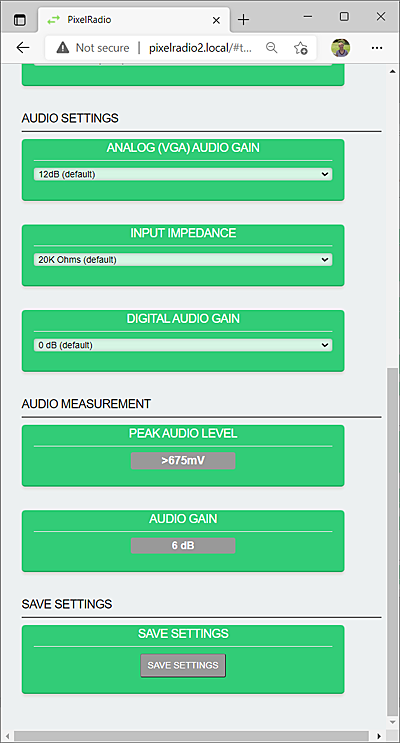 PixelRadio
Not secure | pixelradio2.local/#t...
AUDIO SETTINGS
ANALOG (VGA) AUDIO GAIN
12dB (default)
INPUT IMPEDANCE
20K Ohms (default)
DIGITAL AUDIO GAIN
0 dB (default)
AUDIO MEASUREMENT
PEAK AUDIO LEVEL
>675mV
AUDIO GAIN
6 dB
SAVE SETTINGS
SAVE SETTINGS
SAVE SETTINGS